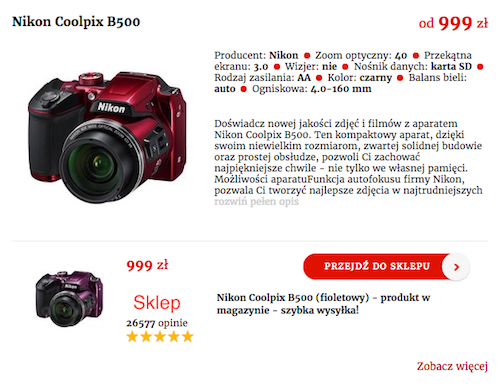 Nikon Coolpix B500
od 999 zł
Producent: Nikon ● Zoom optyczny: 40 ● Przekątna
ekranu: 3.0 ● Wizjer: nie ● Nośnik danych: karta SD ●
Rodzaj zasilania: AA ● Kolor: czarny ● Balans bieli:
auto ● Ogniskowa: 4.0-160 mm
Nikon
Doświadcz nowej jakości zdjęć i filmów z aparatem
Nikon Coolpix B500. Ten kompaktowy aparat, dzięki
swoim niewielkim rozmiarom, zwartej solidnej budowie
oraz prostej obsłudze, pozwoli Ci zachować
najpiękniejsze chwile - nie tylko we własnej pamięci.
Możliwości aparatuFunkcja autofokusu firmy Nikon,
pozwala Ci tworzyć najlepsze zdjęcia w najtrudniejszych
rozwiń pełen opis
999 zł
PRZEJDŹ DO SKLEPU
Sklep
26577 opinie
Nikon Coolpix B500 (fioletowy) - produkt w
magazynie - szybka wysyłka!
Zobacz więcej